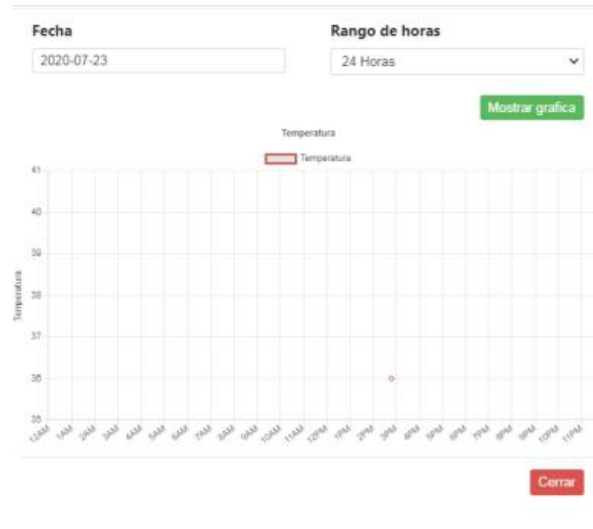 Fecha
Rango de horas
2020-07-23
24 Horas
Mostrar grafica
Temperatura
Temperatura
41
40
39
38
37
36
35
Temperatura
12AM 1AM 2AM 3AM 4AM 5AM 6AM 7AM 8AM 9AM 10AM 11AM 12PM 1PM 2PM 3PM 4PM 5PM 6PM 7PM 8PM 9PM 10PM 11PM
Cerrar